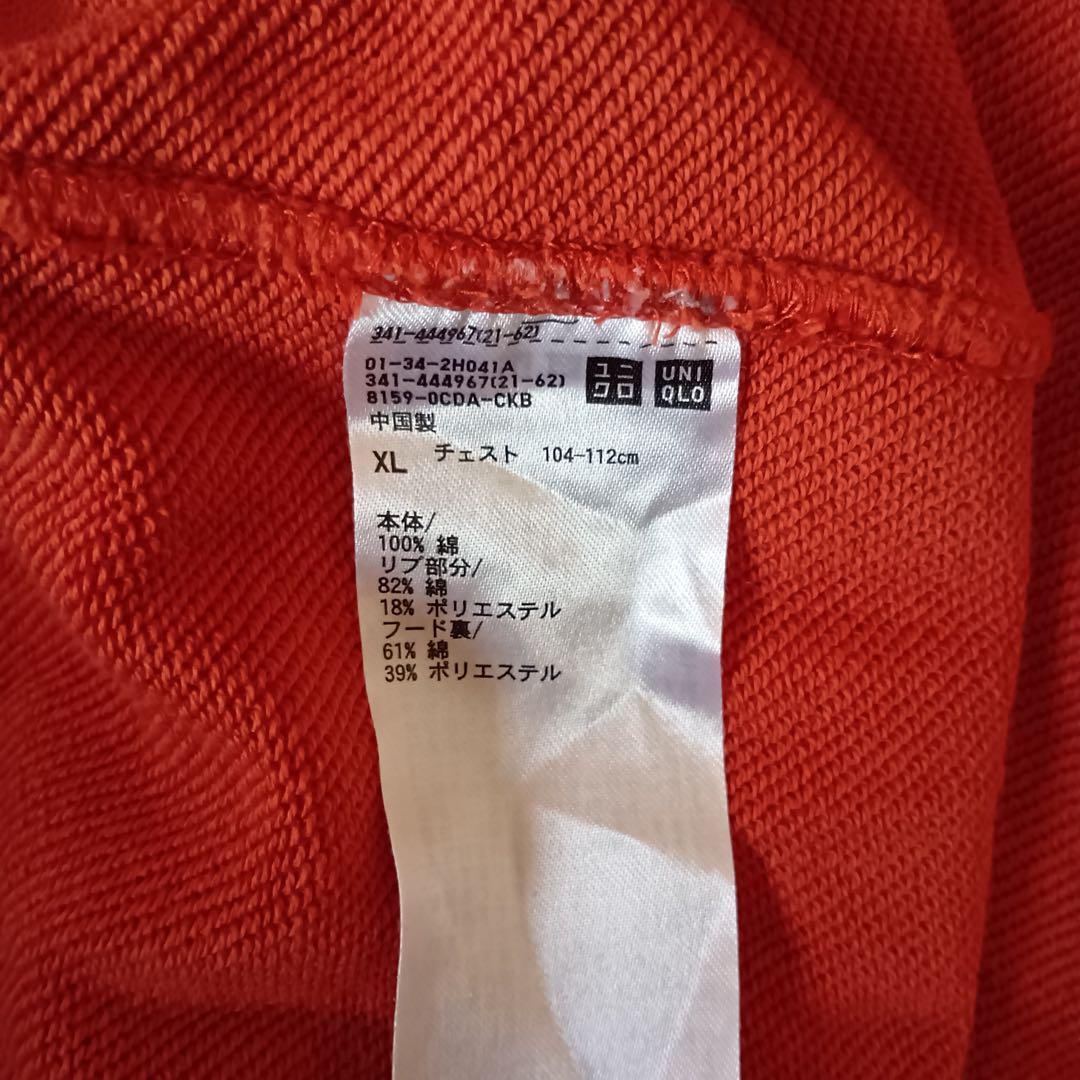 341-444967(21-62)
01-34-2H041A
341-444967(21-62)
8159-0CDA-CKB
ユニ
クロ
UNI
QLO
中国製
XL チェスト 104-112cm
本体/
100% 綿
リブ部分/
82% 綿
18% ポリエステル
フード裏/
61% 綿
39% ポリエステル